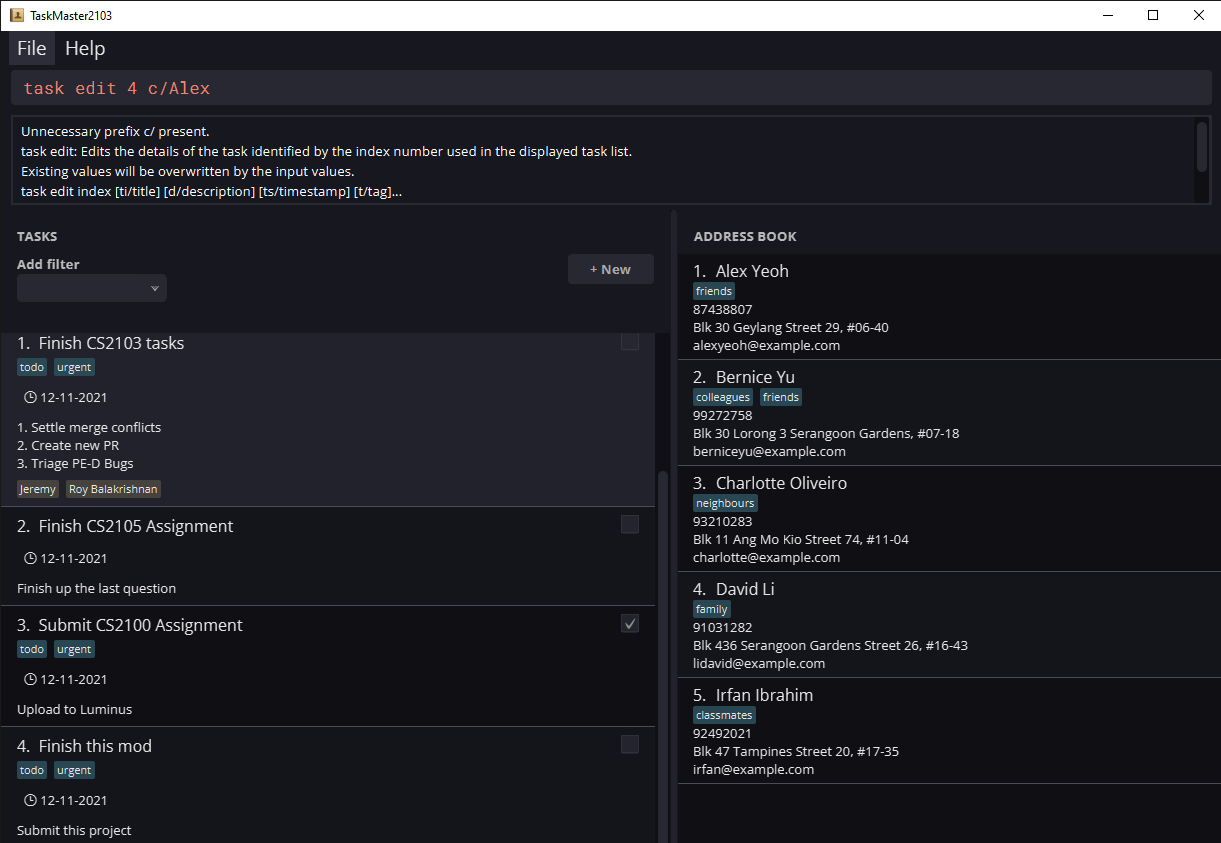 TaskMaster2103
File Help
task edit 4 c/Alex
Unnecessary prefix c/ present.
task edit: Edits the details of the task identified by the index number used in the displayed task list.
Existing values will be overwritten by the input values.
task edit index [ti/title] [d/description] [ts/timestamp] [t/tag]...
TASKS
Add filter
+ New
1. Finish CS2103 tasks
todo urgent
12-11-2021
1. Settle merge conflicts
2. Create new PR
3. Triage PE-D Bugs
Jeremy Roy Balakrishnan
2. Finish CS2105 Assignment
12-11-2021
Finish up the last question
3. Submit CS2100 Assignment
todo urgent
12-11-2021
Upload to Luminus
4. Finish this mod
todo urgent
12-11-2021
Submit this project
ADDRESS BOOK
1. Alex Yeoh
friends
87438807
Blk 30 Geylang Street 29, #06-40
alexyeoh@example.com
2. Bernice Yu
colleagues friends
99272758
Blk 30 Lorong 3 Serangoon Gardens, #07-18
berniceyu@example.com
3. Charlotte Oliveiro
neighbours
93210283
Blk 11 Ang Mo Kio Street 74, #11-04
charlotte@example.com
4. David Li
family
91031282
Blk 436 Serangoon Gardens Street 26, #16-43
lidavid@example.com
5. Irfan Ibrahim
classmates
92492021
Blk 47 Tampines Street 20, #17-35
irfan@example.com